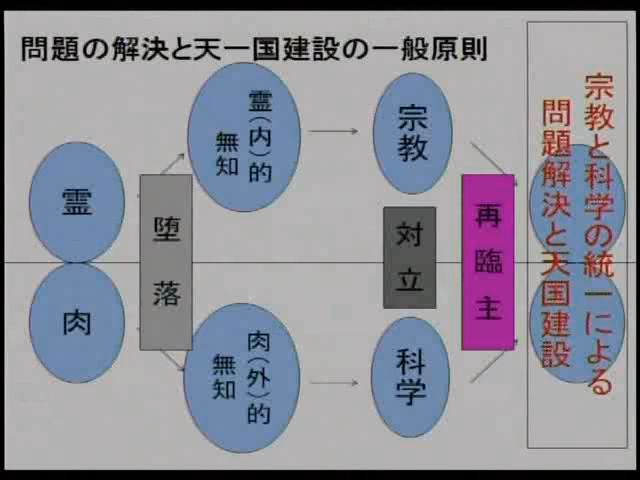 問題の解決と天一国建設の一般原則
霊
肉
堕落
霊(内)的
無知
肉(外)的
無知
宗教
対立
科学
再臨主
宗教と科学の統一による
問題解決と天国建設